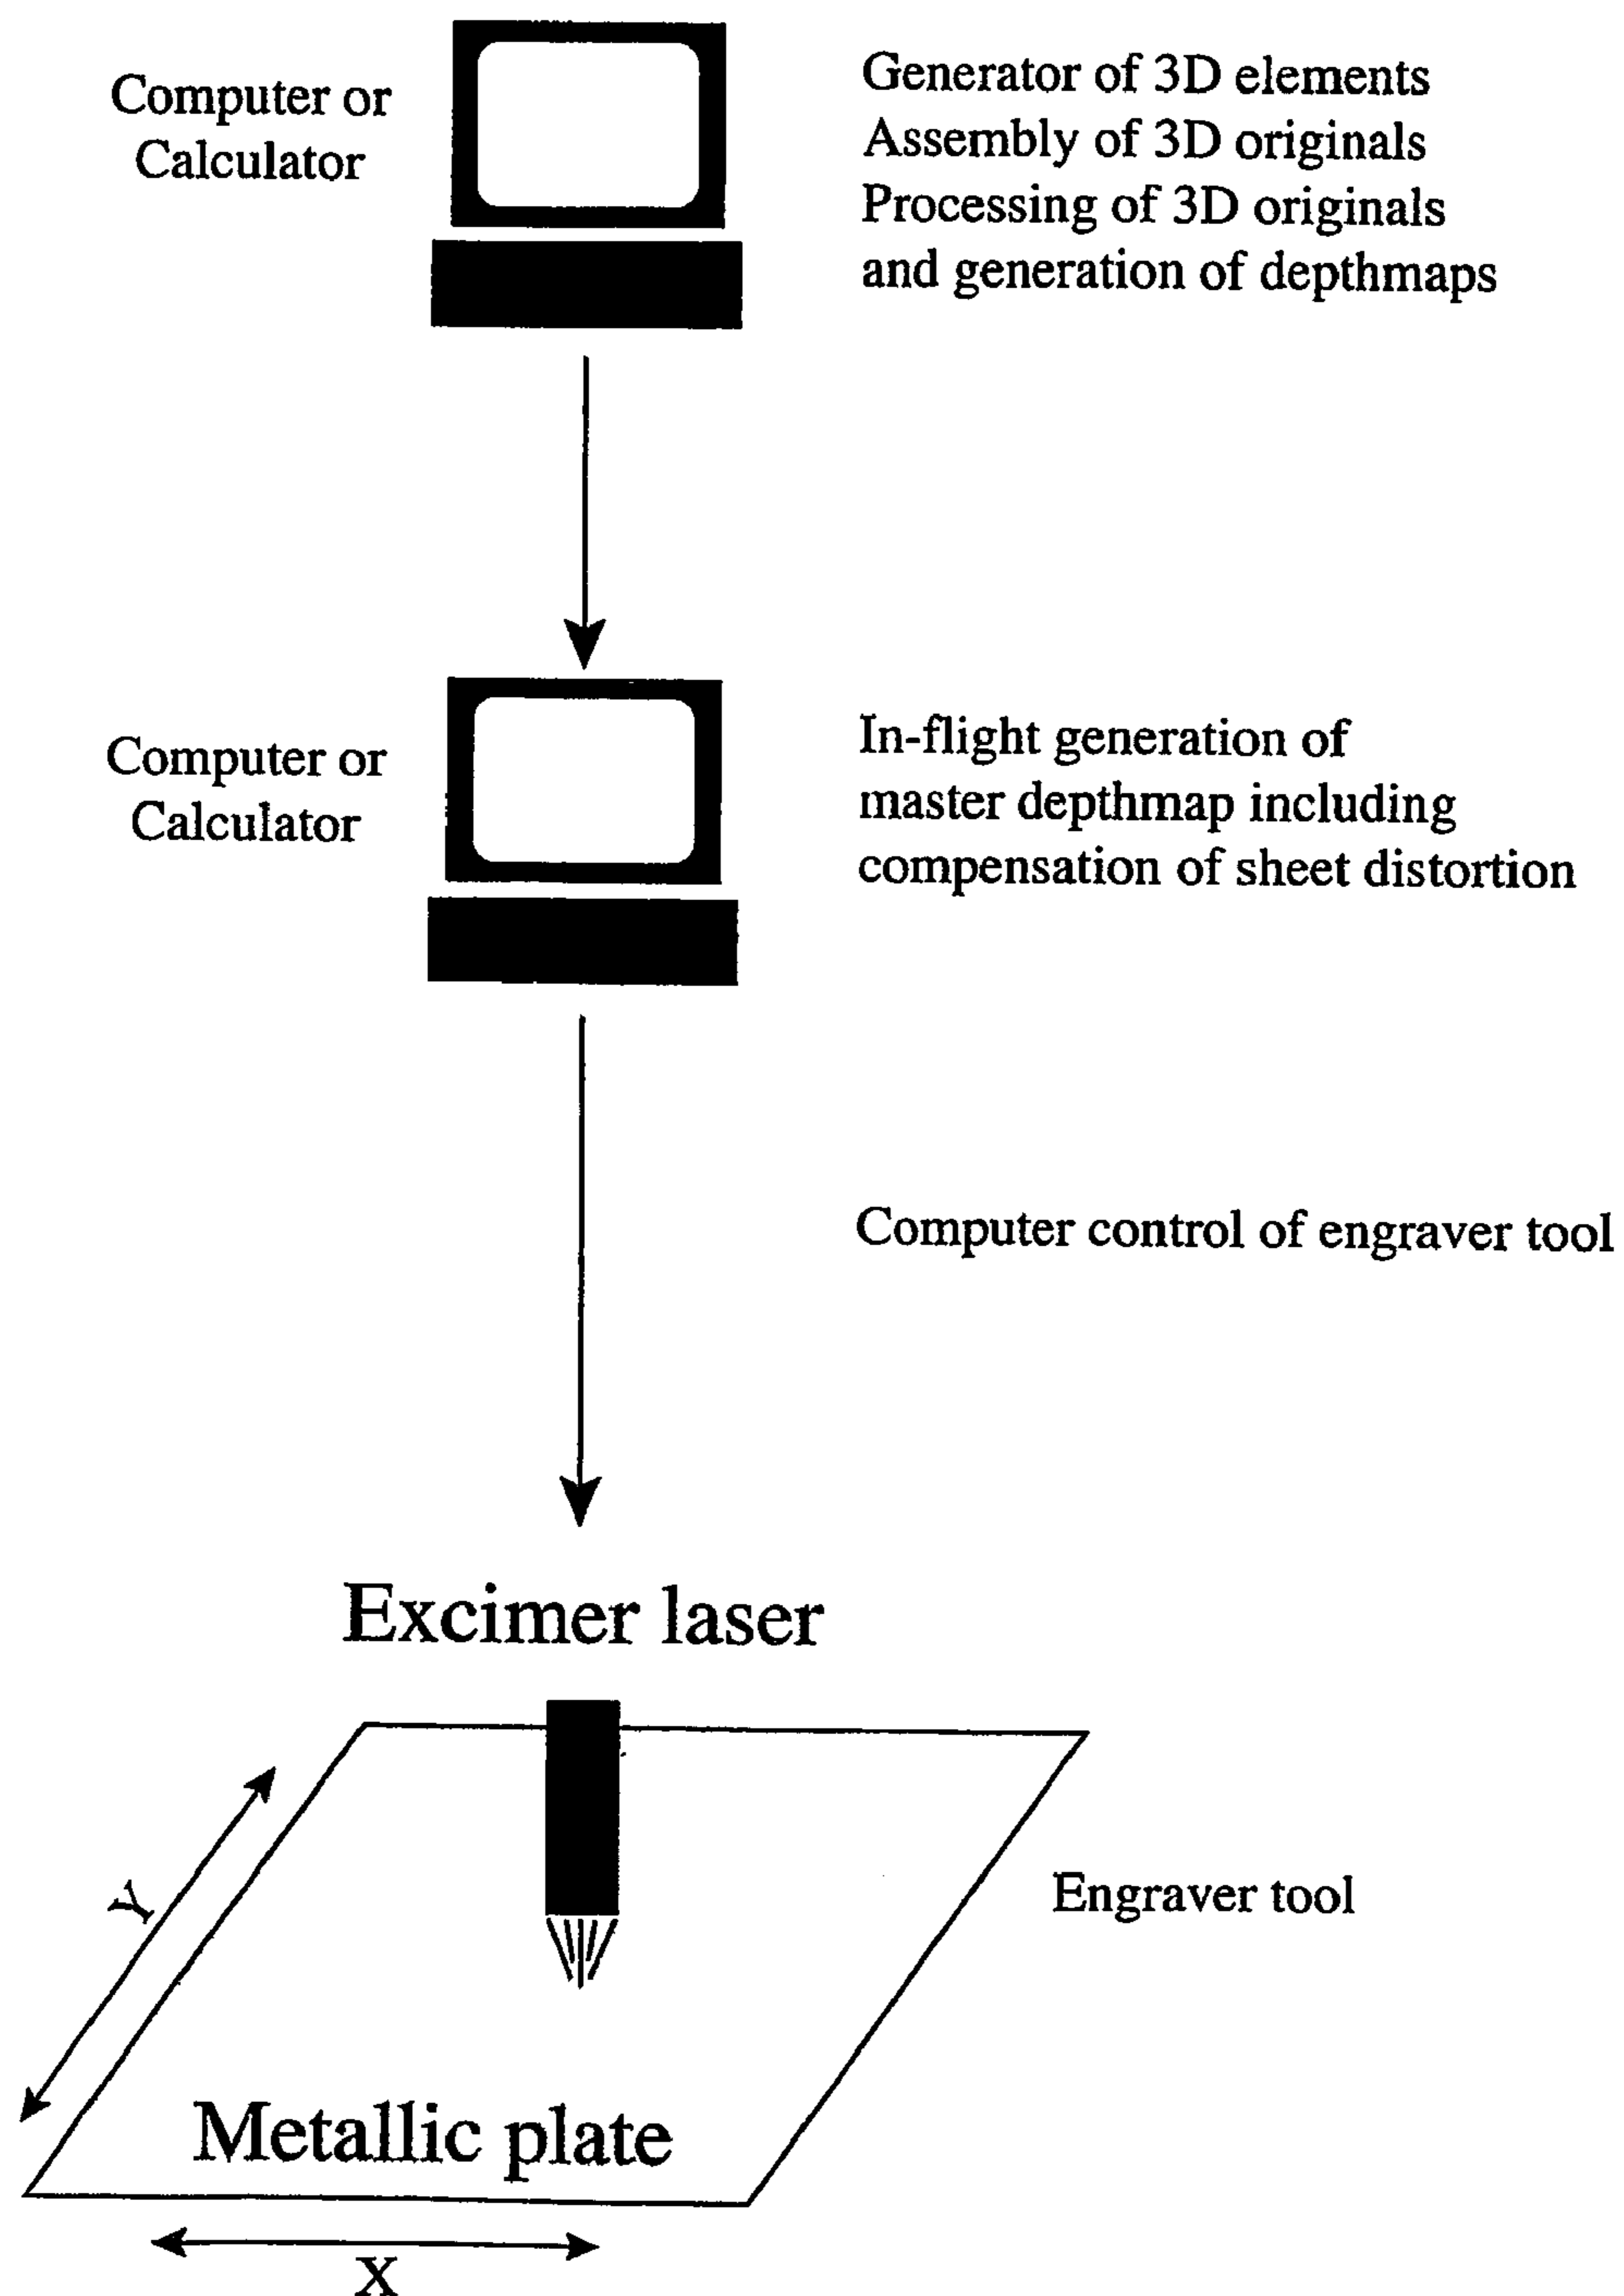 Computer or
Calculator
Generator of 3D elements
Assembly of 3D originals
Processing of 3D originals
and generation of depthmaps
Computer or
Calculator
In-flight generation of
master depthmap including
compensation of sheet distortion
Computer control of engraver tool
Excimer laser
Y
Engraver tool
Metallic plate
X